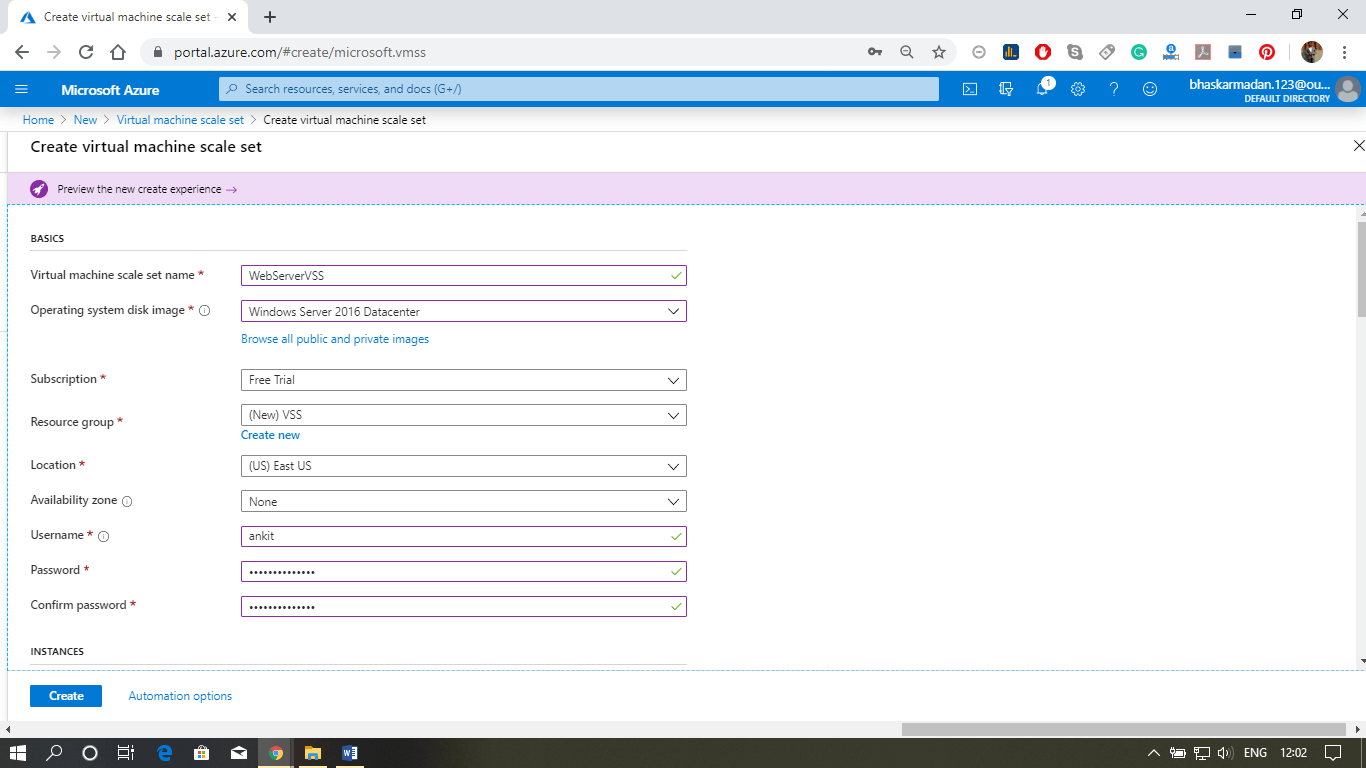 Create virtual machine scale set -
portal.azure.com/#create/microsoft.vmss
Microsoft Azure
Search resources, services, and docs (G+/)
1
bhaskarmadan.123@ou...
DEFAULT DIRECTORY
Home > New > Virtual machine scale set > Create virtual machine scale set
Create virtual machine scale set
Preview the new create experience →
BASICS
Virtual machine scale set name * WebServerVSS
Operating system disk image * Windows Server 2016 Datacenter
Browse all public and private images
Subscription * Free Trial
Resource group * (New) VSS
Create new
Location * (US) East US
Availability zone None
Username * ankit
Password * ••••••••••••••
Confirm password * ••••••••••••••
INSTANCES
Create Automation options
ENG 12:02